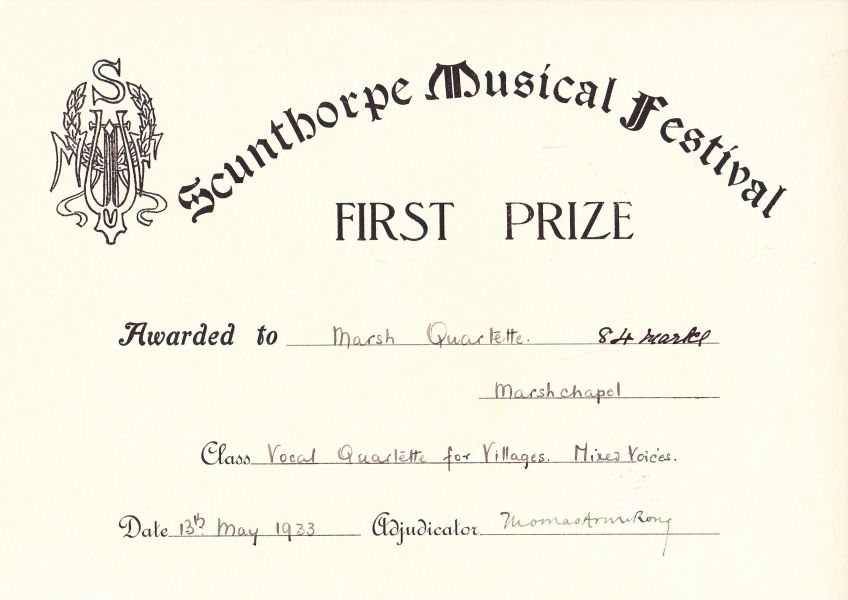 S
M F
Scunthorpe Musical Festival
FIRST PRIZE
Awarded to Marsh Quartette. 84 marks
Marshchapel
Class Vocal Quartette for Villages. Mixed Voices.
Date 13th May 1933 Adjudicator Thomas Armstrong